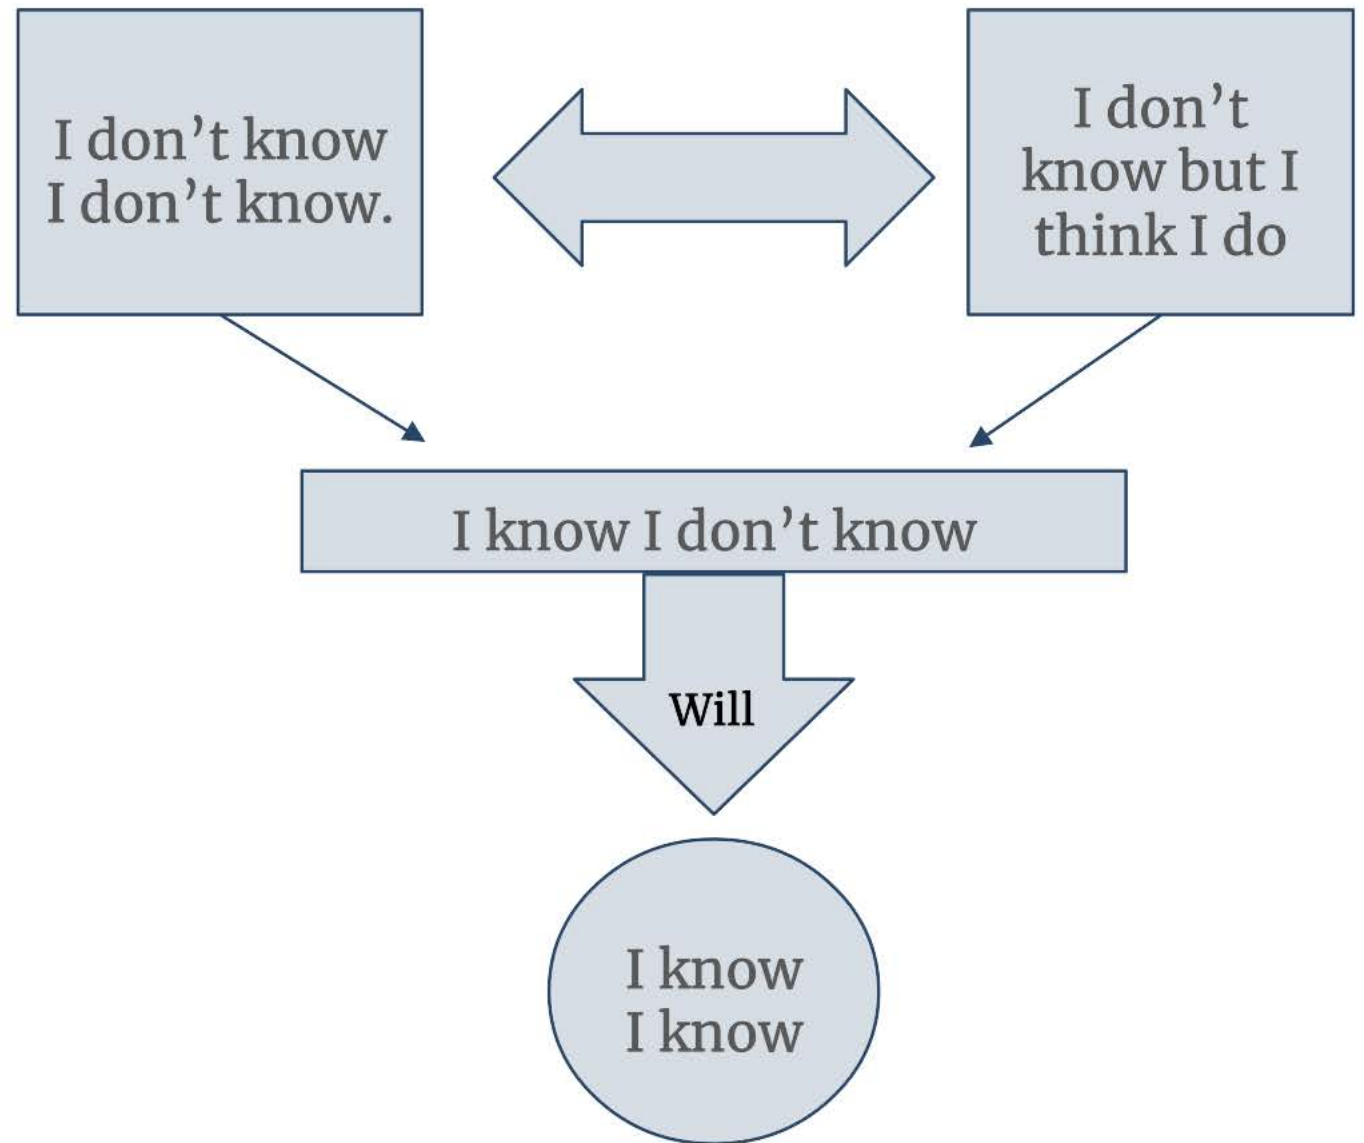 I don’t know
I don’t know.
I don’t
know but I
think I do
I know I don’t know
Will
I know
I know